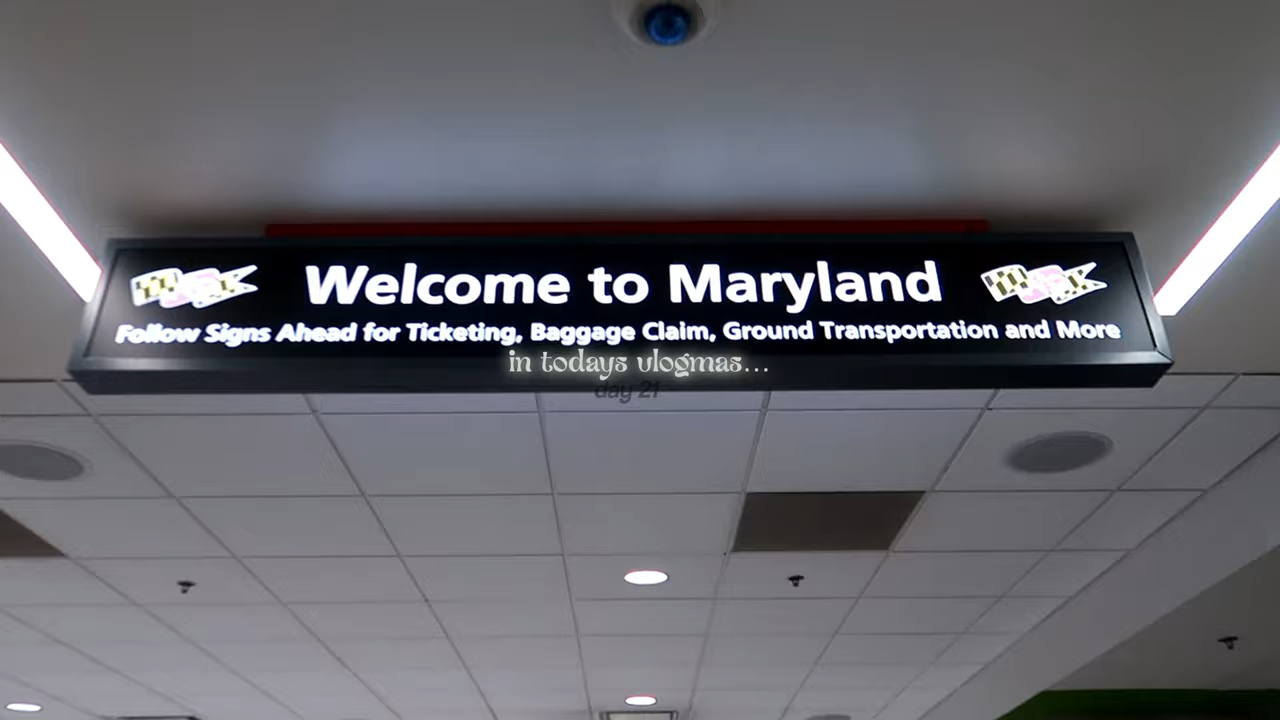 Welcome to Maryland
Follow Signs Ahead for Ticketing, Baggage Claim, Ground Transportation and More
in todays vlogmas...
day 21